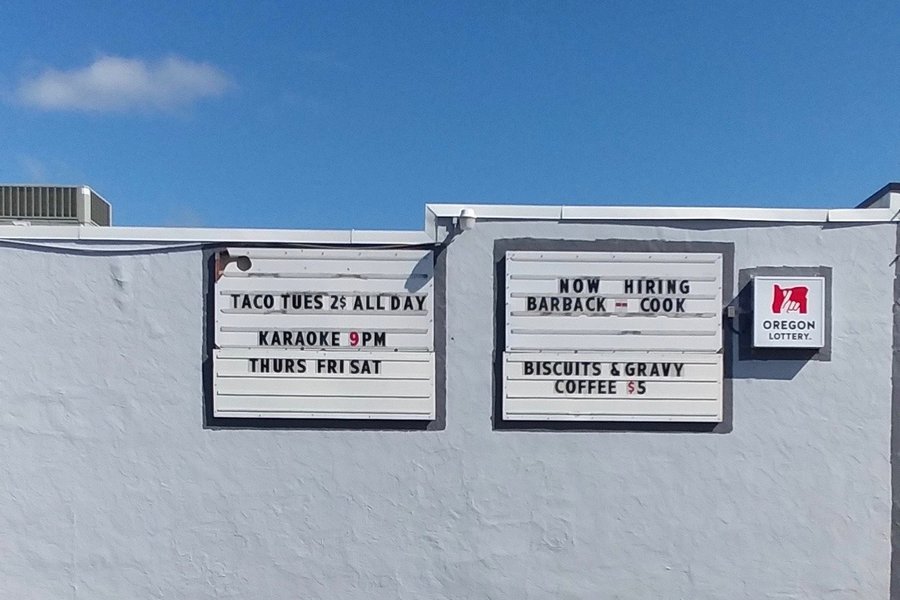 TACO TUES 2$ ALL DAY
KARAOKE 9PM
THURS FRI SAT
NOW HIRING
BARBACK - COOK
BISCUITS & GRAVY
COFFEE $5
OREGON
LOTTERY